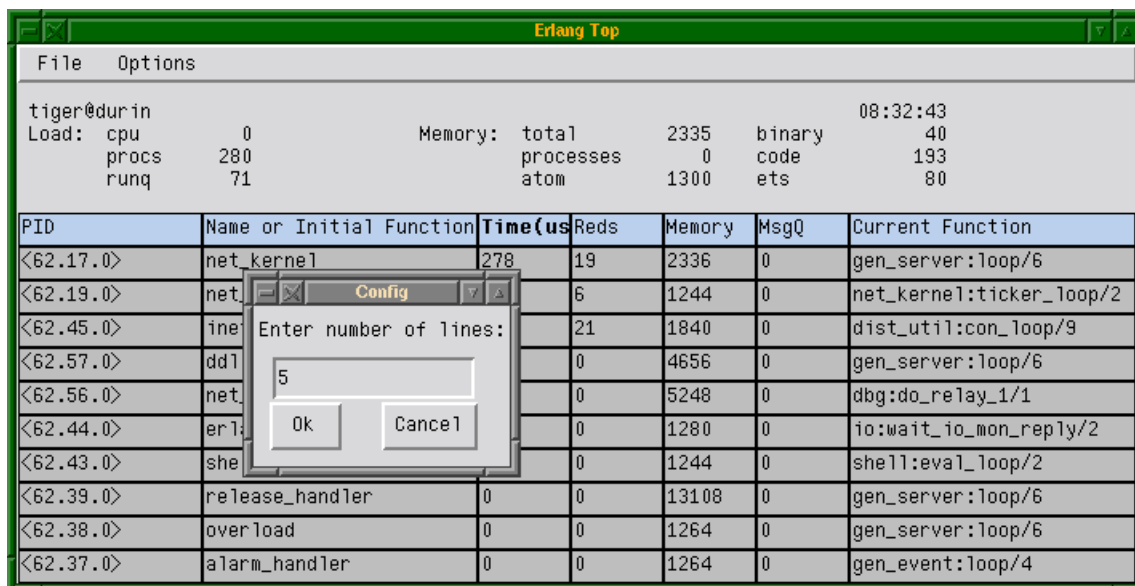 Erlang Top
File Options
tiger@durin 08:32:43
Load: cpu 0 Memory: total 2335 binary 40
procs 280 processes 0 code 193
runq 71 atom 1300 ets 80
PID Name or Initial Function Time(us Reds Memory MsgQ Current Function
<62.17.0> net_kernel 278 19 2336 0 gen_server:loop/6
<62.19.0> net_ 6 1244 0 net_kernel:ticker_loop/2
<62.45.0> inet 21 1840 0 dist_util:con_loop/9
<62.57.0> ddl 0 4656 0 gen_server:loop/6
<62.56.0> net_ 0 5248 0 dbg:do_relay_1/1
<62.44.0> erl 0 1280 0 io:wait_io_mon_reply/2
<62.43.0> she 0 1244 0 shell:eval_loop/2
<62.39.0> release_handler 0 0 13108 0 gen_server:loop/6
<62.38.0> overload 0 0 1264 0 gen_server:loop/6
<62.37.0> alarm_handler 0 0 1264 0 gen_event:loop/4
Config
Enter number of lines:
5
Ok Cancel